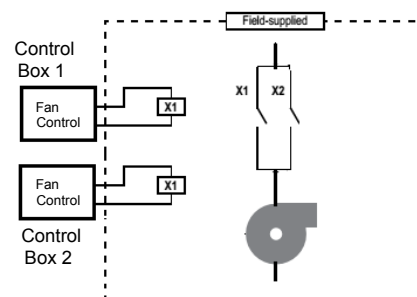 Field-supplied
Control
Box 1
Fan
Control
X1
X1 X2
Fan
Control
X1
Control
Box 2